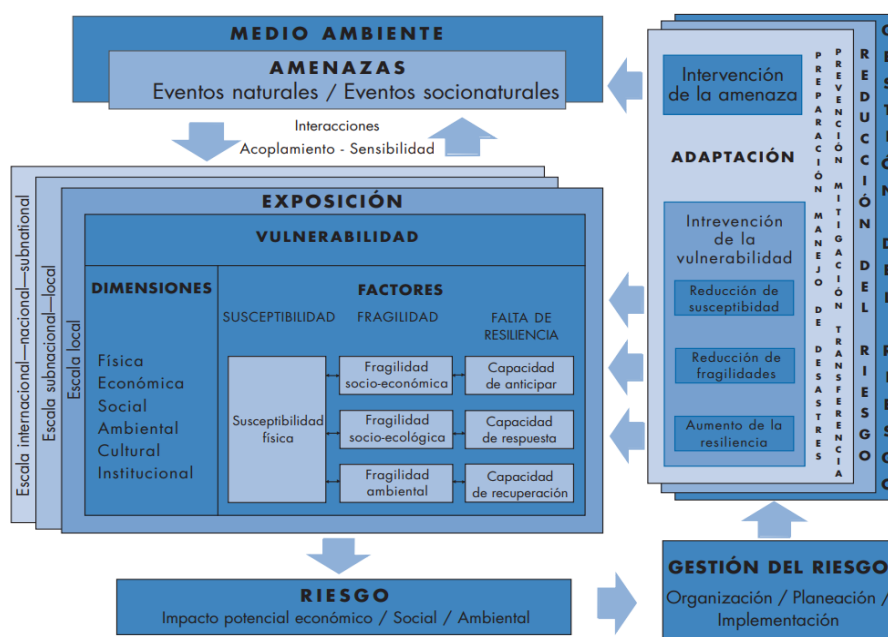 MEDIO AMBIENTE
AMENAZAS
Eventos naturales / Eventos socionaturales
Interacciones
Acoplamiento - Sensibilidad
Escala internacional—nacional—subnational
Escala subnacional—local
Escala local
EXPOSICIÓN
VULNERABILIDAD
DIMENSIONES
Física
Económica
Social
Ambiental
Cultural
Institucional
FACTORES
SUSCEPTIBILIDAD
FRAGILIDAD
FALTA DE
RESILIENCIA
Susceptibilidad
física
Fragilidad
socio-económica
Capacidad
de anticipar
Fragilidad
socio-ecológica
Capacidad
de respuesta
Fragilidad
ambiental
Capacidad
de recuperación
RIESGO
Impacto potencial económico / Social / Ambiental
GESTIÓN DEL RIESGO
Organización / Planeación /
Implementación
Intervención
de la amenaza
ADAPTACIÓN
Intrevención
de la
vulnerabilidad
Reducción de
susceptibidad
Reducción de
fragilidades
Aumento de la
resiliencia
PREPARACIÓN MANEJO DE DESASTRES
PREVENCIÓN MITIGACIÓN TRANSFERENCIA
REDUCCIÓN DEL RIESGO